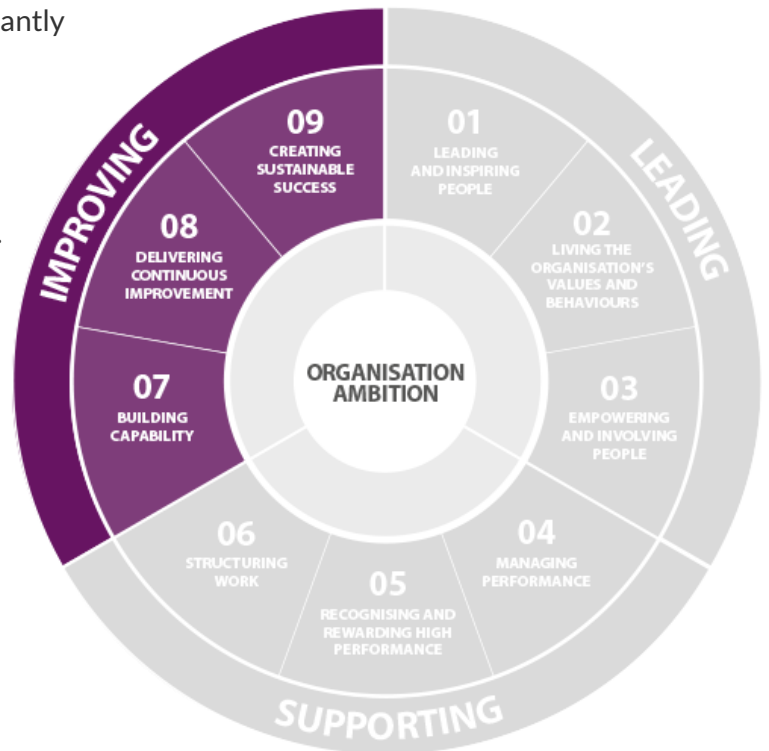 antly
.
IMPROVING
LEADING
SUPPORTING
09
CREATING
SUSTAINABLE
SUCCESS
01
LEADING
AND INSPIRING
PEOPLE
02
LIVING THE
ORGANISATION'S
VALUES AND
BEHAVIOURS
03
EMPOWERING
AND INVOLVING
PEOPLE
04
MANAGING
PERFORMANCE
05
RECOGNISING AND
REWARDING HIGH
PERFORMANCE
06
STRUCTURING
WORK
07
BUILDING
CAPABILITY
08
DELIVERING
CONTINUOUS
IMPROVEMENT
ORGANISATION
AMBITION